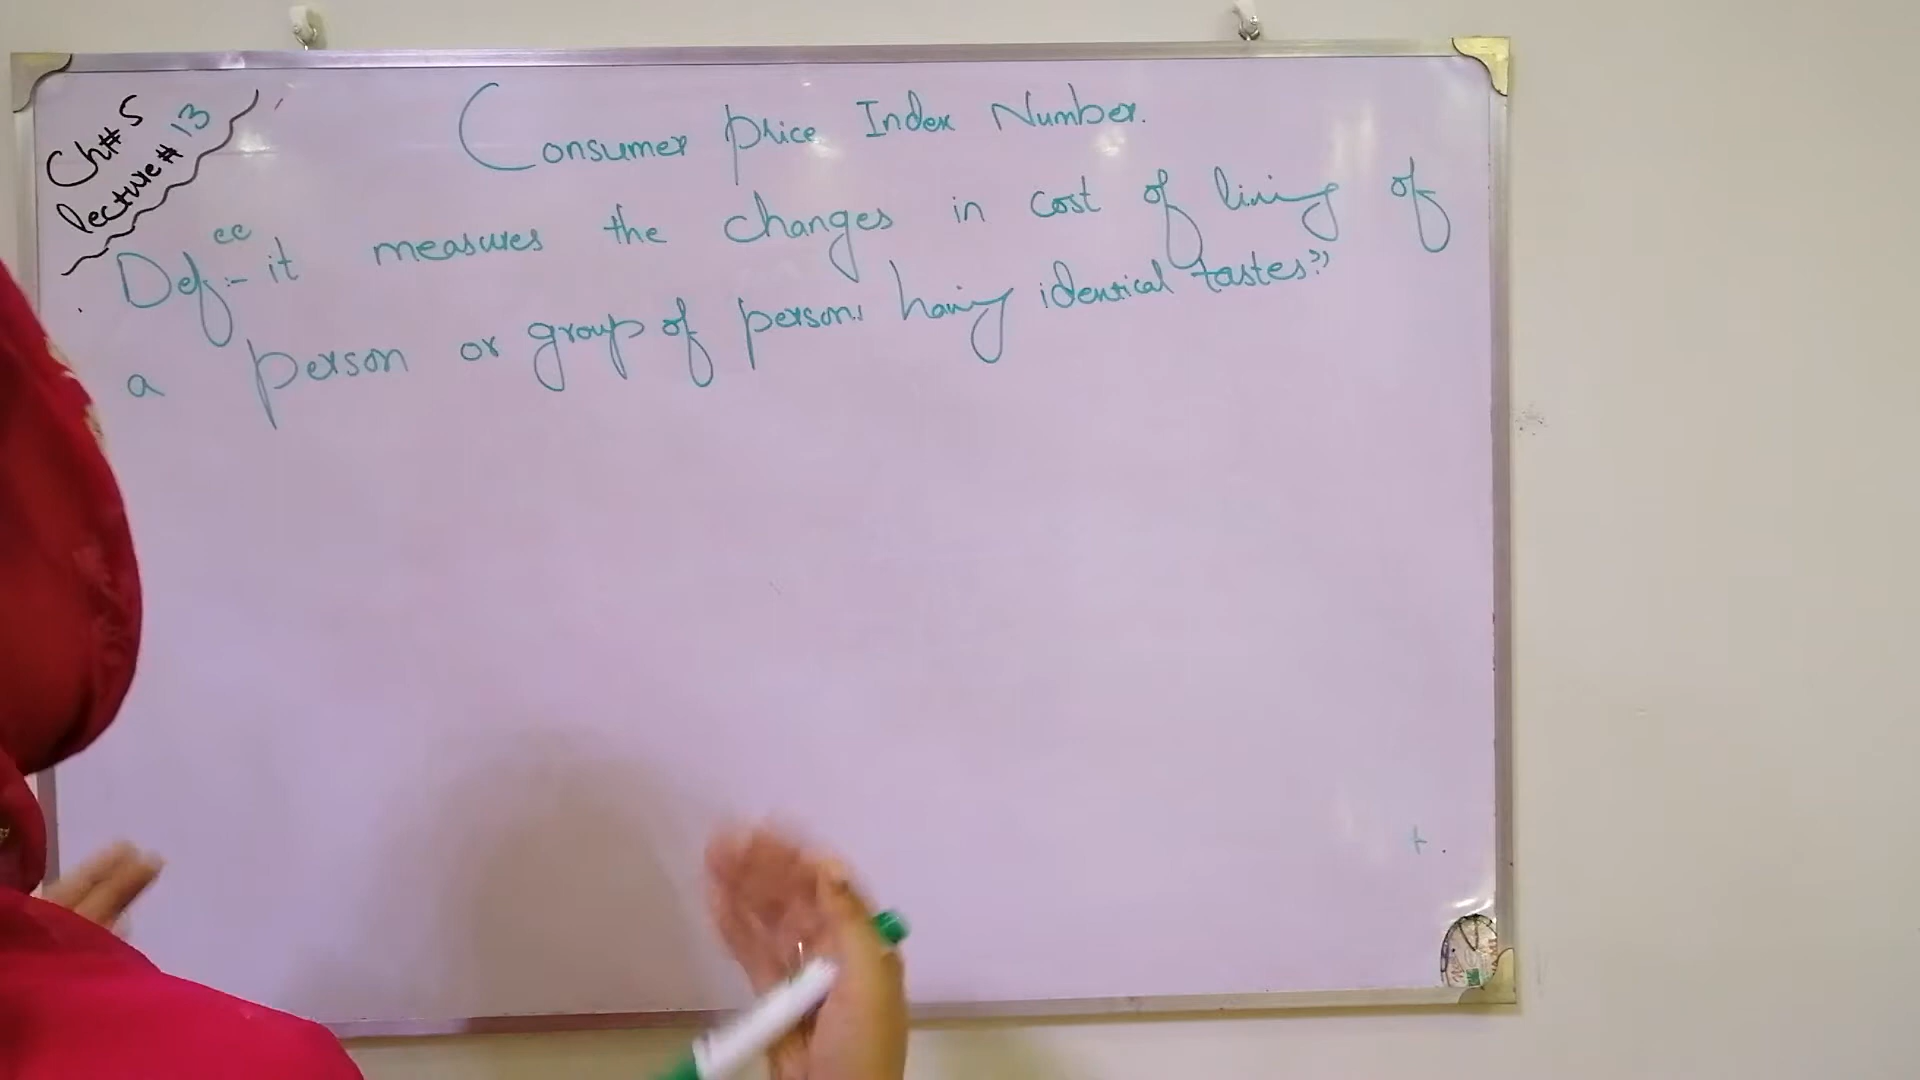 Ch# 5
lecture# 13
Consumer Price Index Number.
Def:- "it measures the changes in cost of living of
a person or group of persons having identical tastes."